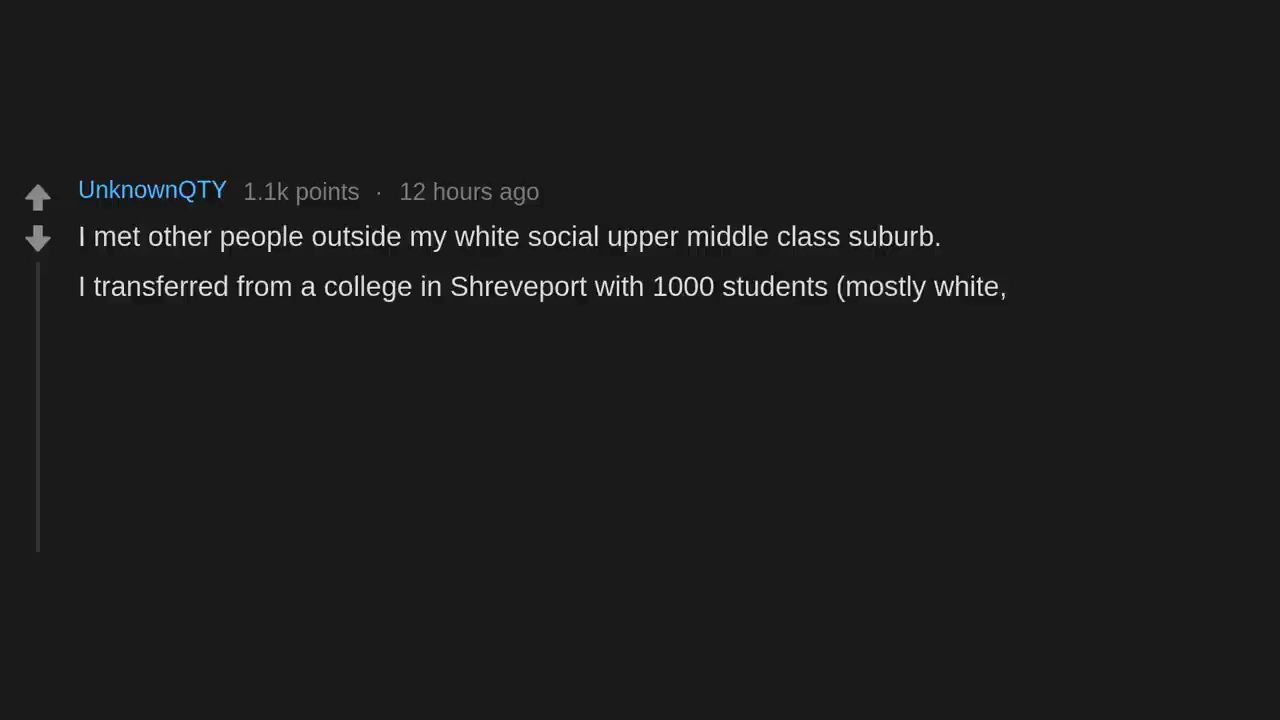 UnknownQTY 1.1k points · 12 hours ago
I met other people outside my white social upper middle class suburb.
I transferred from a college in Shreveport with 1000 students (mostly white,